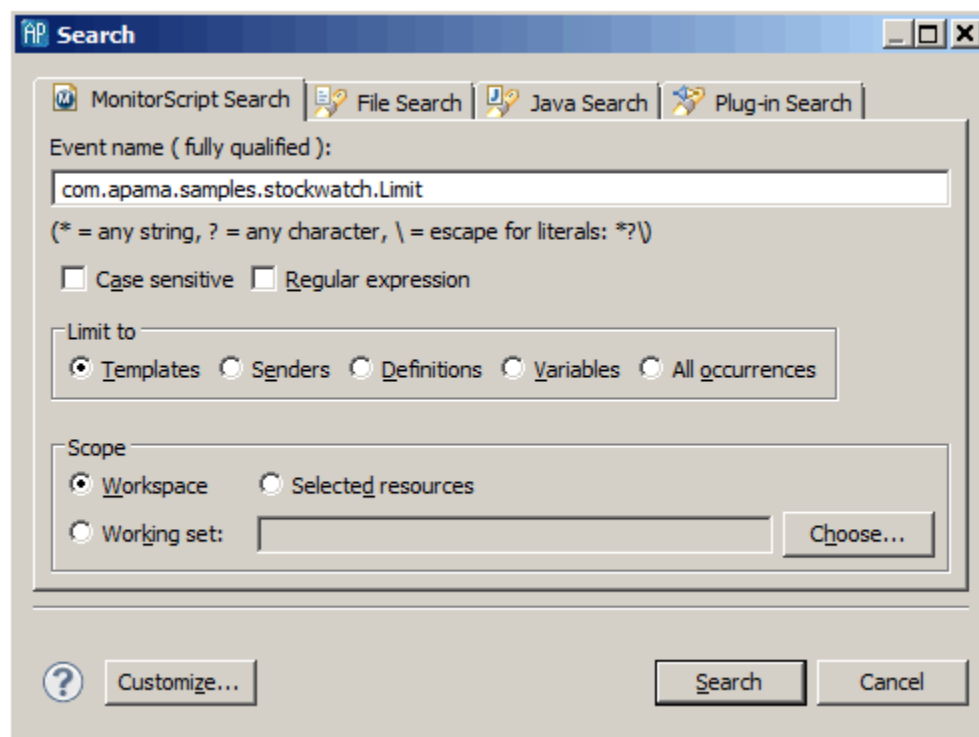 AP Search
MonitorScript Search File Search Java Search Plug-in Search
Event name ( fully qualified ):
com.apama.samples.stockwatch.Limit
(* = any string, ? = any character, \ = escape for literals: *?\)
Case sensitive Regular expression
Limit to
Templates Senders Definitions Variables All occurrences
Scope
Workspace Selected resources
Working set: Choose...
? Customize... Search Cancel